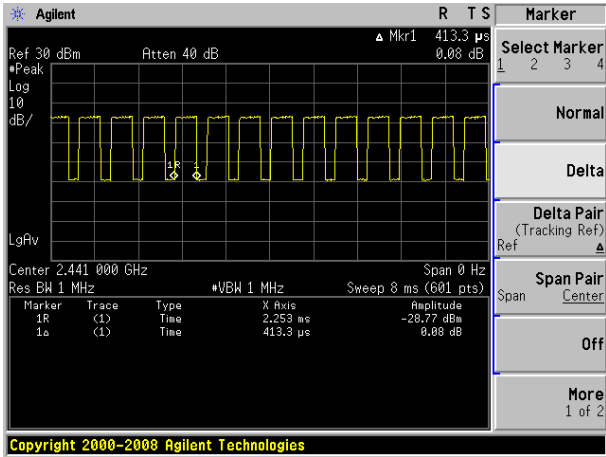 Agilent R T S
Δ Mkr1 413.3 µs
Ref 30 dBm Atten 40 dB 0.08 dB
#Peak
Log
10
dB/
1R 1
LgAv
Center 2.441 000 GHz Span 0 Hz
Res BW 1 MHz #VBW 1 MHz Sweep 8 ms (601 pts)
Marker Trace Type X Axis Amplitude
1R (1) Time 2.253 ms -28.77 dBm
1Δ (1) Time 413.3 µs 0.08 dB
Copyright 2000-2008 Agilent Technologies
Marker
Select Marker
1 2 3 4
Normal
Delta
Delta Pair
(Tracking Ref)
Ref Δ
Span Pair
Span Center
Off
More
1 of 2